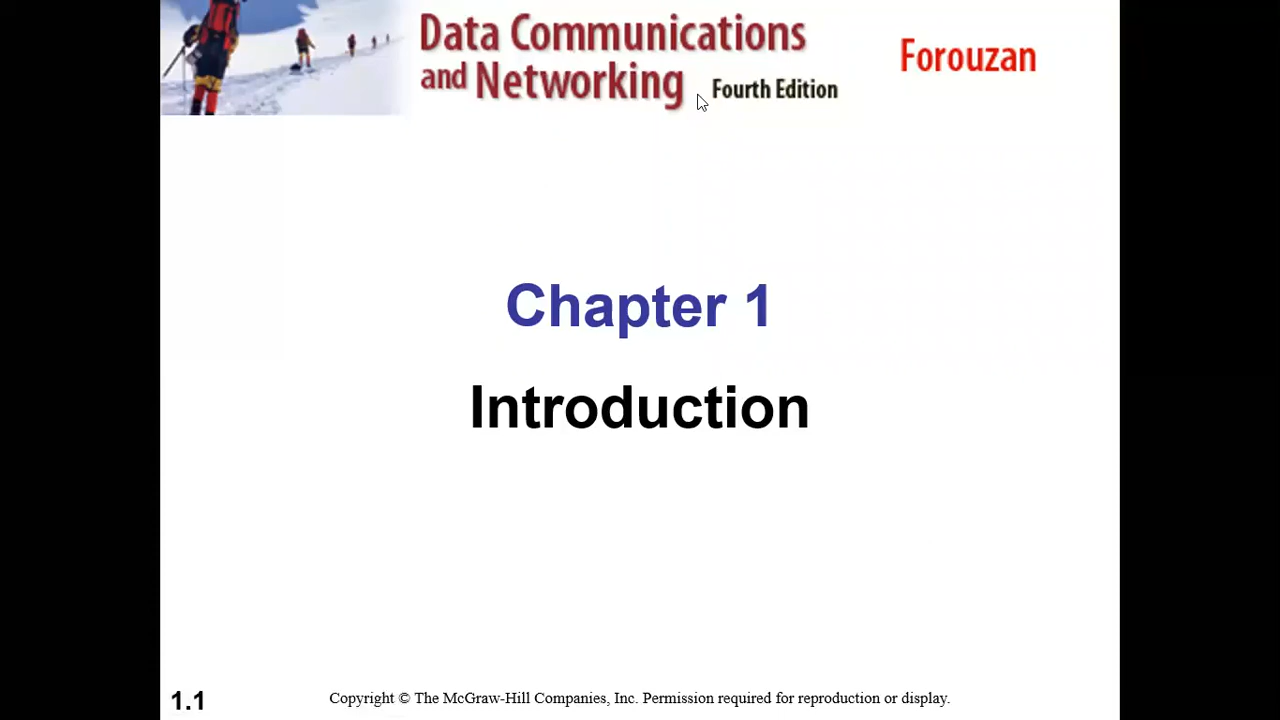 Data Communications
and Networking Fourth Edition
Forouzan
Chapter 1
Introduction
1.1
Copyright © The McGraw-Hill Companies, Inc. Permission required for reproduction or display.